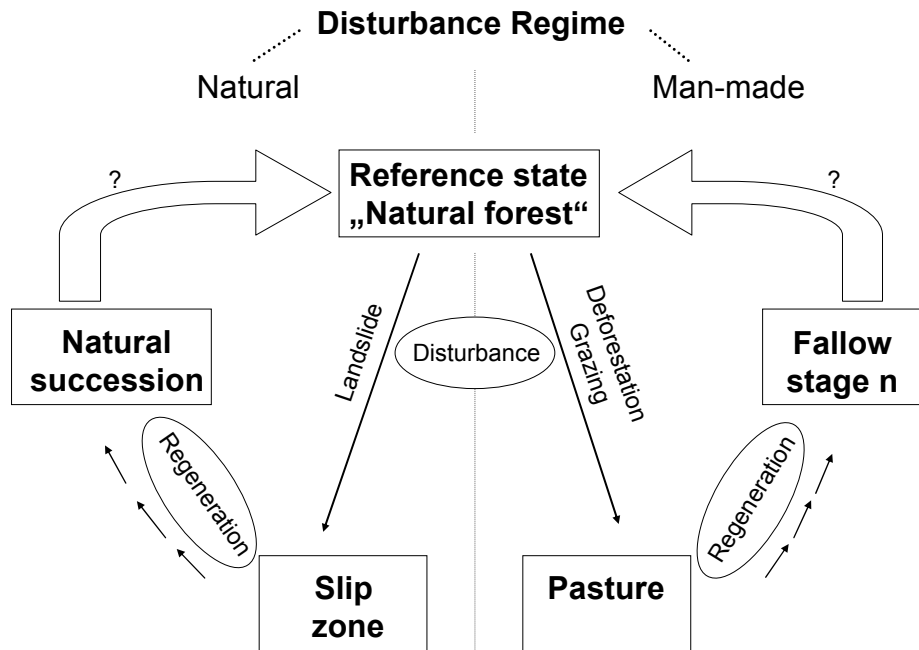 Disturbance Regime
Natural
Man-made
?
?
Reference state
„Natural forest“
Landslide
Disturbance
Deforestation
Grazing
Natural
succession
Fallow
stage n
Regeneration
Regeneration
Slip
zone
Pasture